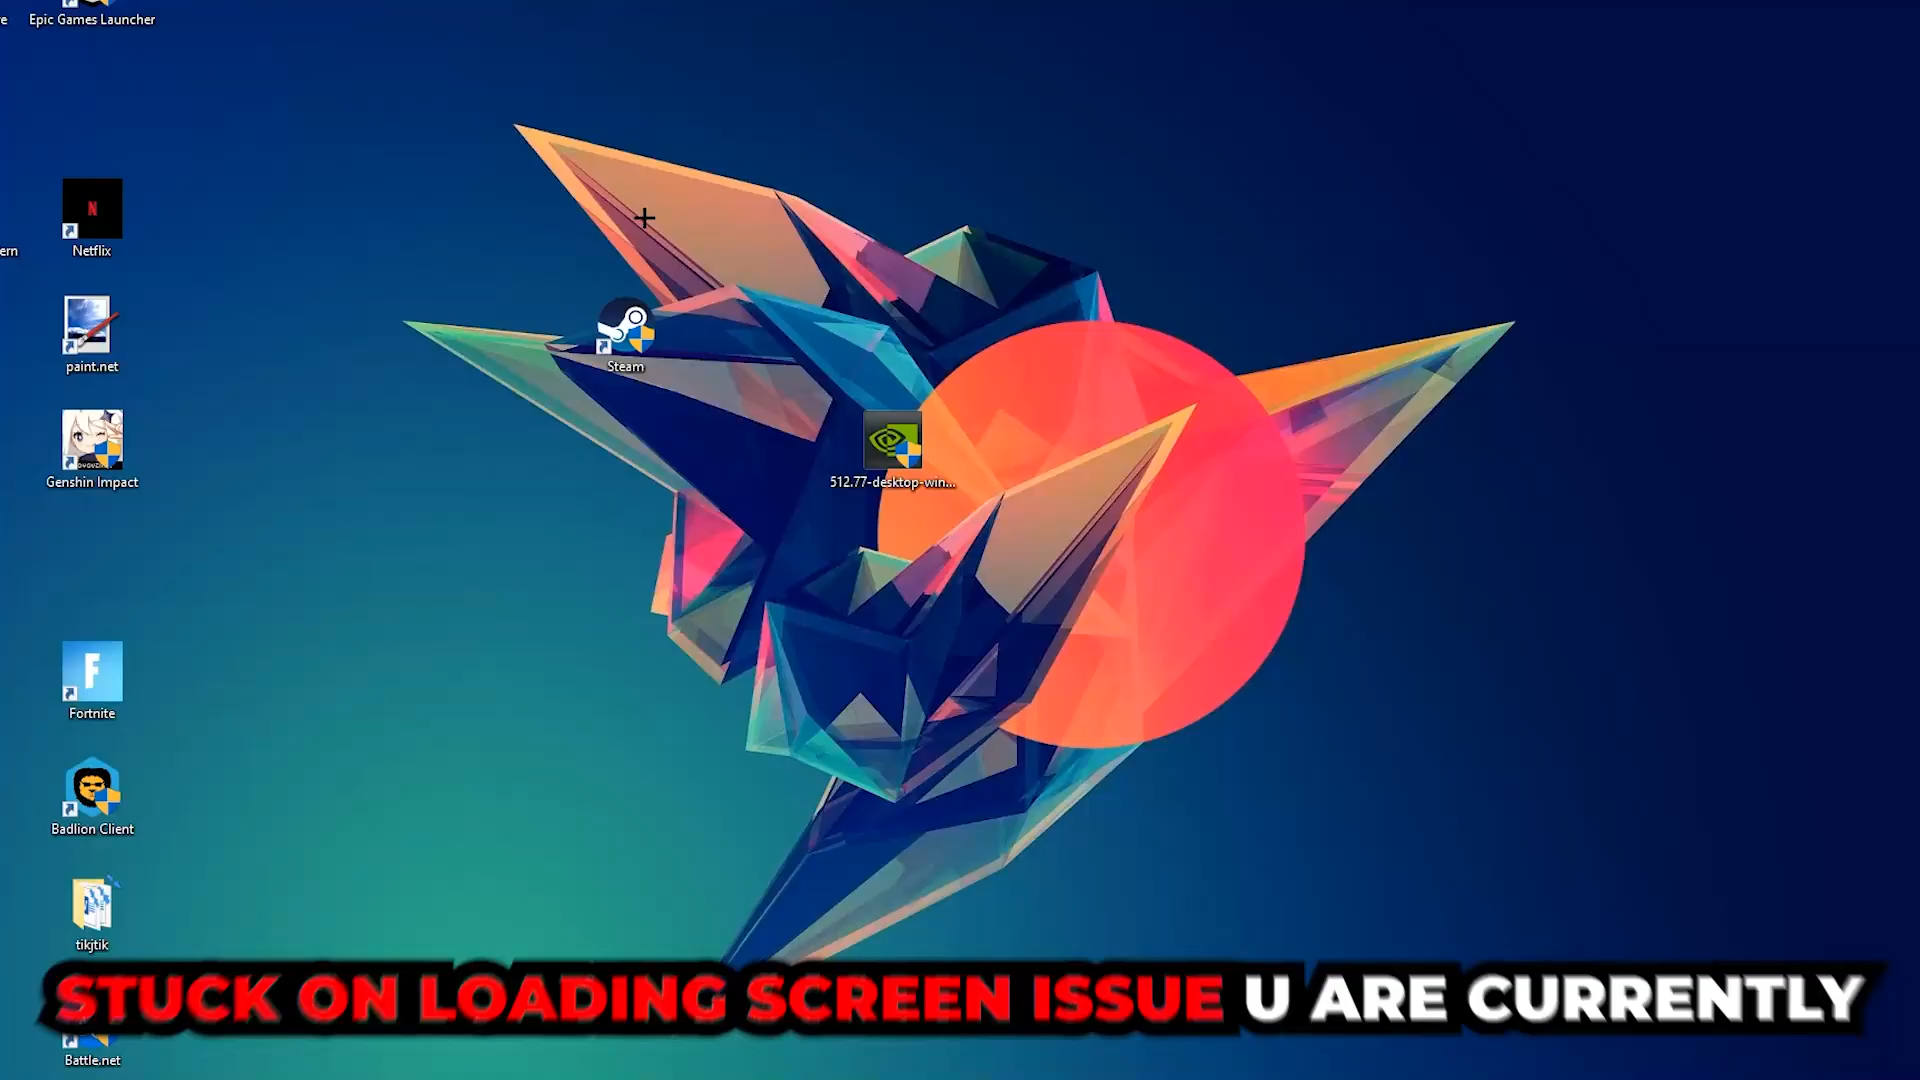 Epic Games Launcher
N
Netflix
ern
paint.net
Steam
Genshin Impact
512.77-desktop-win...
F
Fortnite
Badlion Client
tikjtik
STUCK ON LOADING SCREEN ISSUE U ARE CURRENTLY
Battle.net